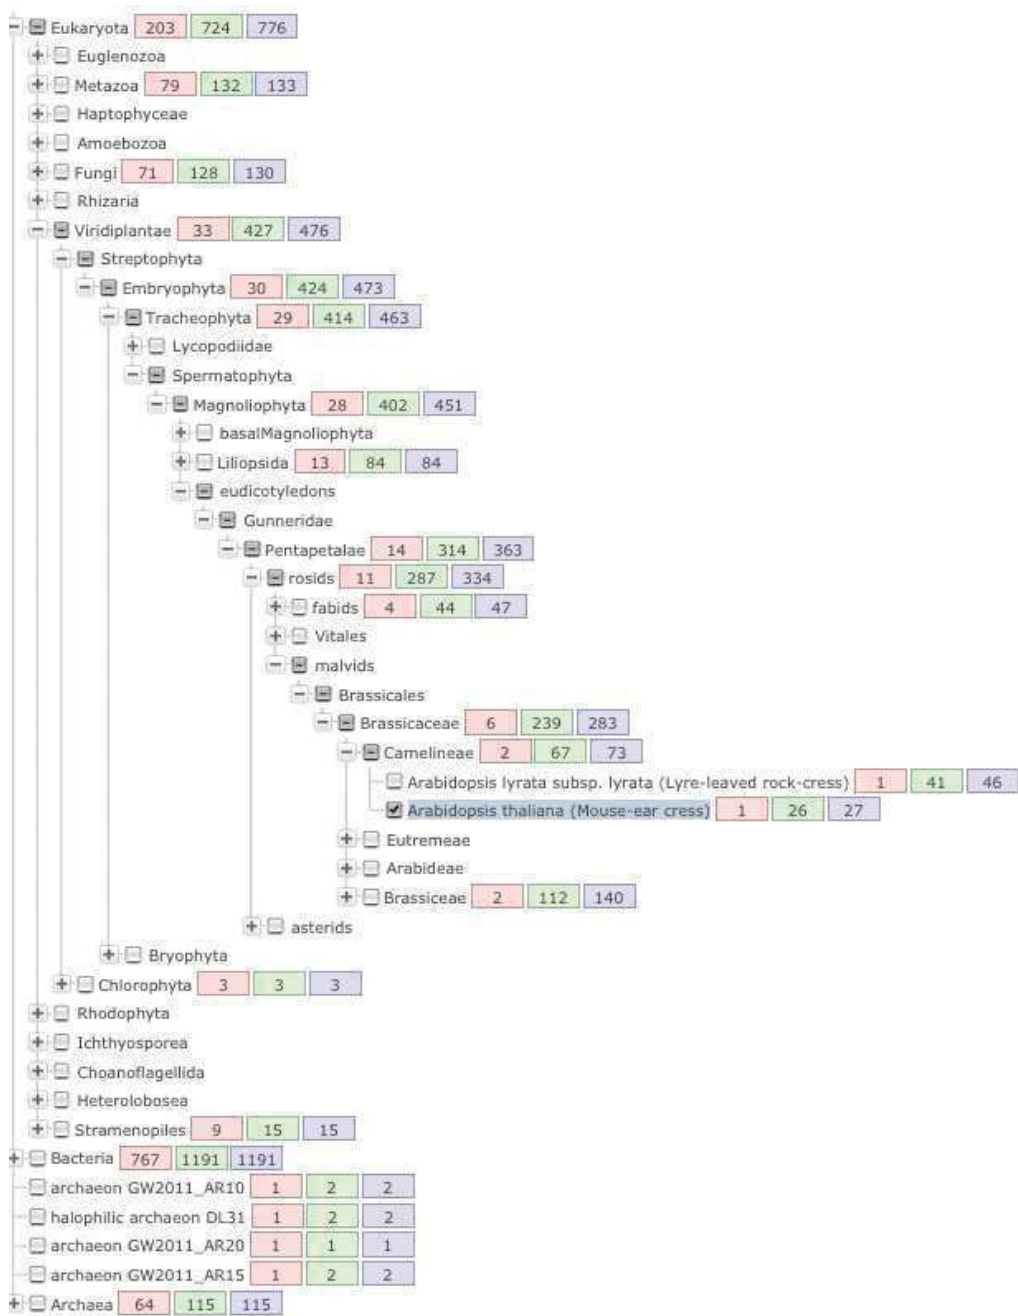 Eukaryota 203 724 776
Euglenozoa
Metazoa 79 132 133
Haptophyceae
Amoebozoa
Fungi 71 128 130
Rhizaria
Viridiplantae 33 427 476
Streptophyta
Embryophyta 30 424 473
Tracheophyta 29 414 463
Lycopodiidae
Spermatophyta
Magnoliophyta 28 402 451
basalMagnoliophyta
Liliopsida 13 84 84
eudicotyledons
Gunneridae
Pentapetalae 14 314 363
rosids 11 287 334
fabids 4 44 47
Vitales
malvids
Brassicales
Brassicaceae 6 239 283
Camelineae 2 67 73
Arabidopsis lyrata subsp. lyrata (Lyre-leaved rock-cress) 1 41 46
Arabidopsis thaliana (Mouse-ear cress) 1 26 27
Eutremeae
Arabideae
Brassiceae 2 112 140
asterids
Bryophyta
Chlorophyta 3 3 3
Rhodophyta
Ichthyosporea
Choanoflagellida
Heterolobosea
Stramenopiles 9 15 15
Bacteria 767 1191 1191
archaeon GW2011_AR10 1 2 2
halophilic archaeon DL31 1 2 2
archaeon GW2011_AR20 1 1 1
archaeon GW2011_AR15 1 2 2
Archaea 64 115 115